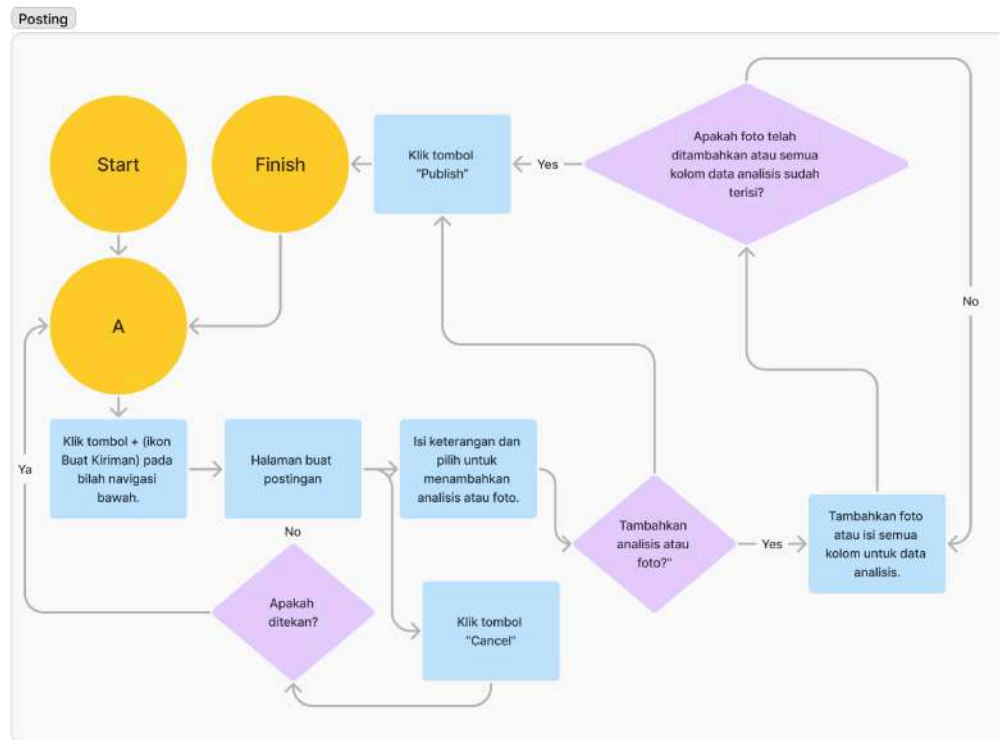 Posting
Start
Finish
Klik tombol
"Publish"
Yes
Apakah foto telah
ditambahkan atau semua
kolom data analisis sudah
terisi?
No
A
Ya
Klik tombol + (ikon
Buat Kiriman) pada
bilah navigasi
bawah.
Halaman buat
postingan
Isi keterangan dan
pilih untuk
menambahkan
analisis atau foto.
Tambahkan
analisis atau
foto?"
Yes
Tambahkan foto
atau isi semua
kolom untuk data
analisis.
No
Apakah
ditekan?
Klik tombol
"Cancel"